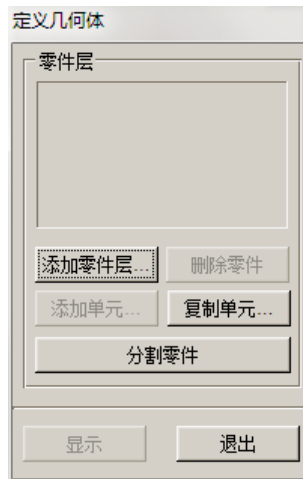 定义几何体
零件层
添加零件层... 删除零件
添加单元... 复制单元...
分割零件
显示 退出